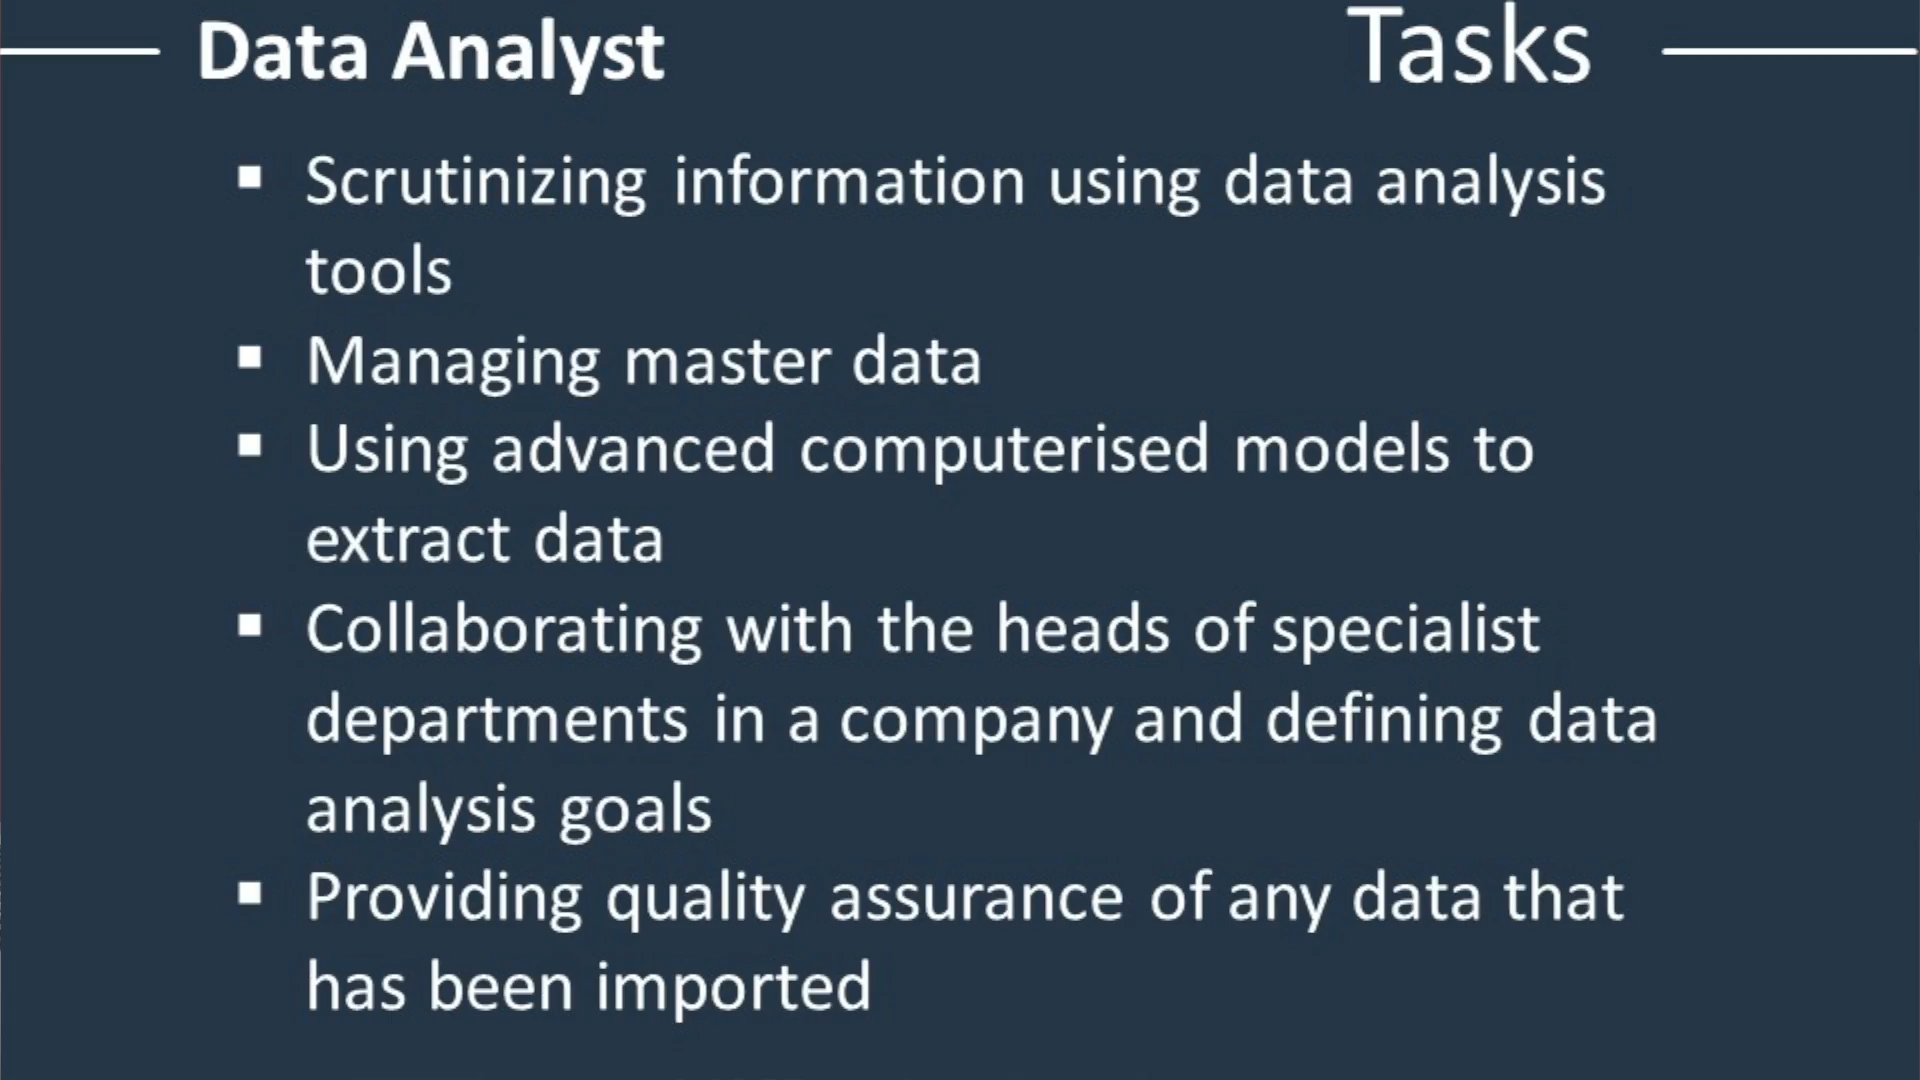 Data Analyst Tasks
▪ Scrutinizing information using data analysis
tools
▪ Managing master data
▪ Using advanced computerised models to
extract data
▪ Collaborating with the heads of specialist
departments in a company and defining data
analysis goals
▪ Providing quality assurance of any data that
has been imported